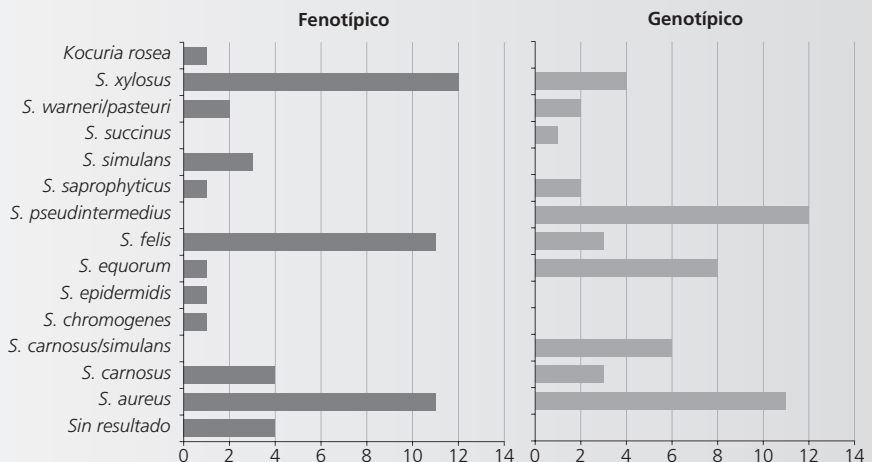 Fenotípico
Genotípico
Kocuria rosea
S. xylosus
S. warneri/pasteuri
S. succinus
S. simulans
S. saprophyticus
S. pseudintermedius
S. felis
S. equorum
S. epidermidis
S. chromogenes
S. carnosus/simulans
S. carnosus
S. aureus
Sin resultado
0 2 4 6 8 10 12 14
0 2 4 6 8 10 12 14